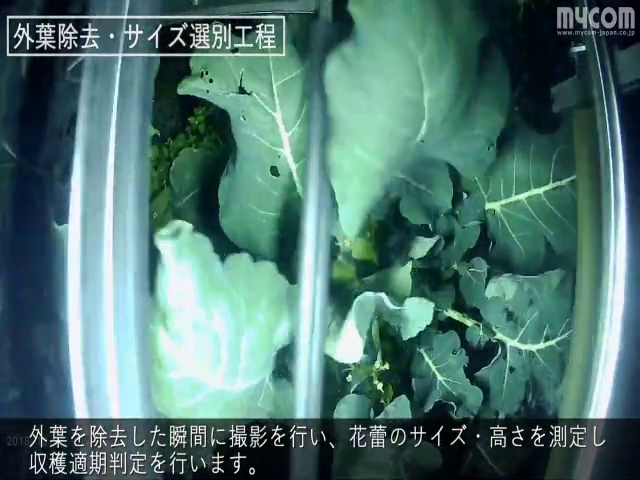 外葉除去・サイズ選別工程
mycom
www.mycom-japan.co.jp
外葉を除去した瞬間に撮影を行い、花蕾のサイズ・高さを測定し
収穫適期判定を行います。